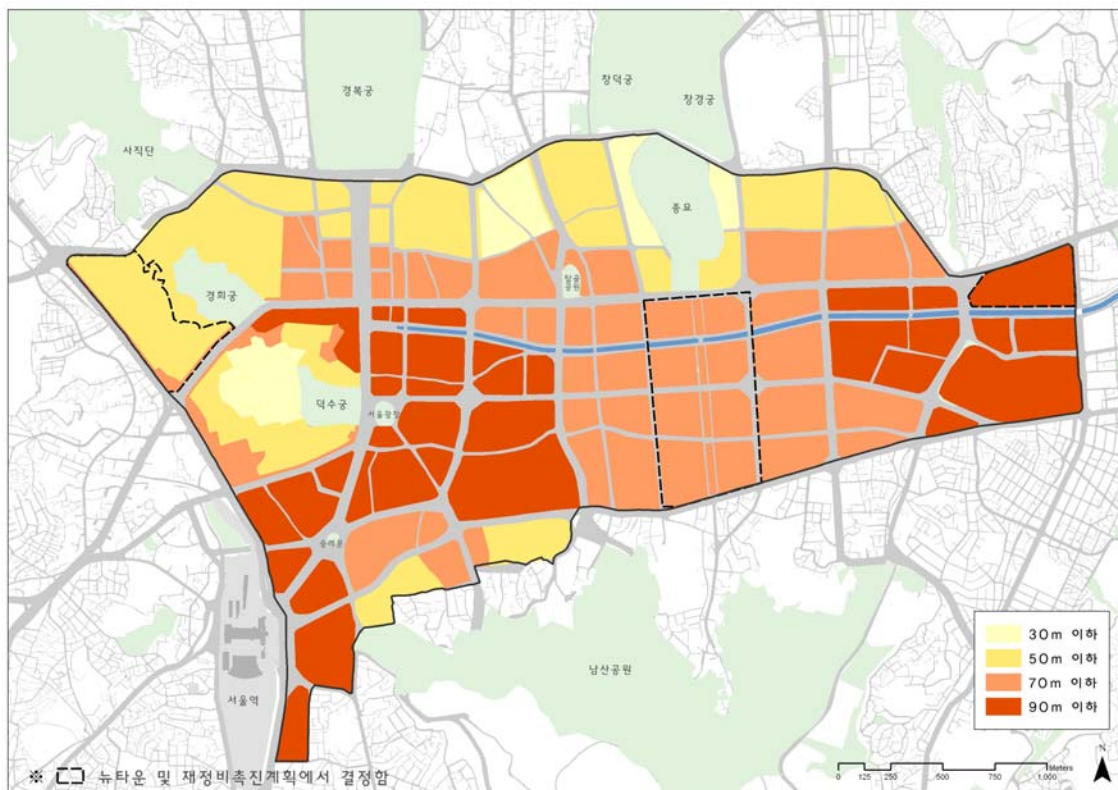 창덕궁
경복궁
창경궁
사직단
종묘
탑골
공원
경희궁
덕수궁
서울광장
숭례문
30m 이하
50m 이하
70m 이하
90m 이하
남산공원
서울역
※ 뉴타운 및 재정비촉진계획에서 결정함
0 125 250 500 750 1,000 Meters
N